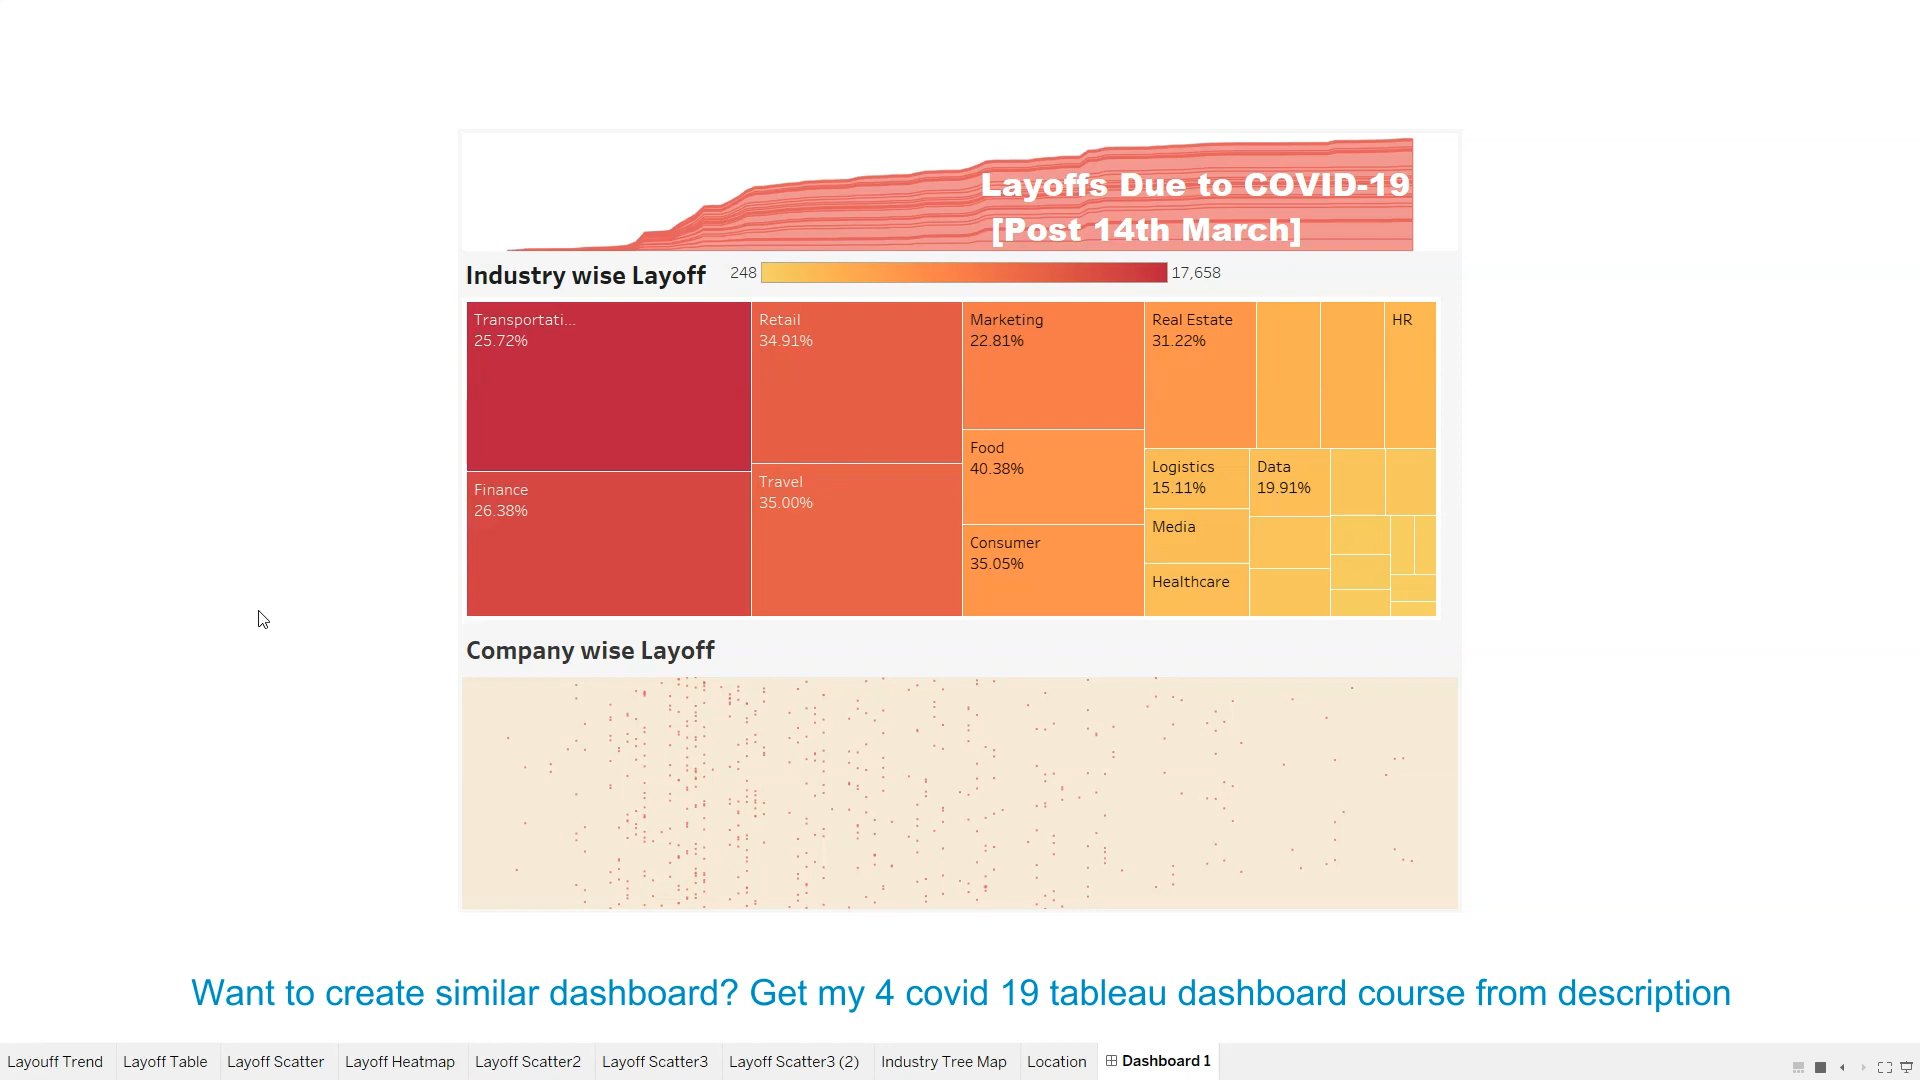 Layoffs Due to COVID-19
[Post 14th March]
Industry wise Layoff
248
17,658
Transportati...
25.72%
Retail
34.91%
Marketing
22.81%
Real Estate
31.22%
HR
Food
40.38%
Logistics
15.11%
Data
19.91%
Finance
26.38%
Travel
35.00%
Media
Consumer
35.05%
Healthcare
Company wise Layoff
Want to create similar dashboard? Get my 4 covid 19 tableau dashboard course from description
Layouff Trend
Layoff Table
Layoff Scatter
Layoff Heatmap
Layoff Scatter2
Layoff Scatter3
Layoff Scatter3 (2)
Industry Tree Map
Location
Dashboard 1